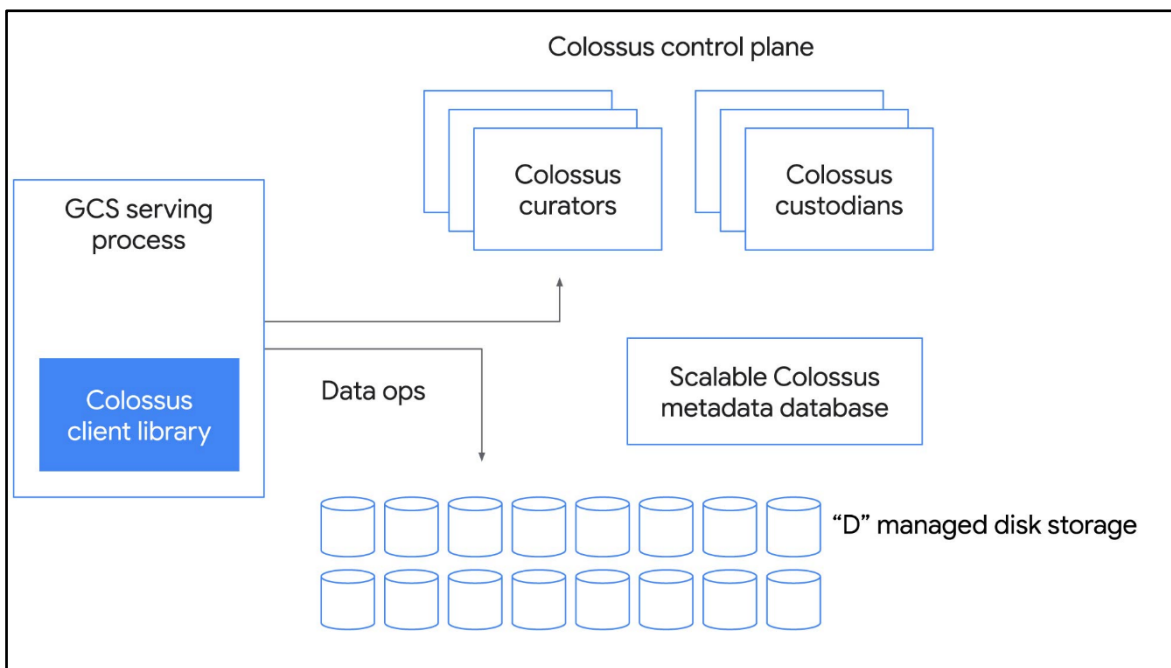 Colossus control plane
Colossus
curators
Colossus
custodians
GCS serving
process
Colossus
client library
Data ops
Scalable Colossus
metadata database
“D” managed disk storage